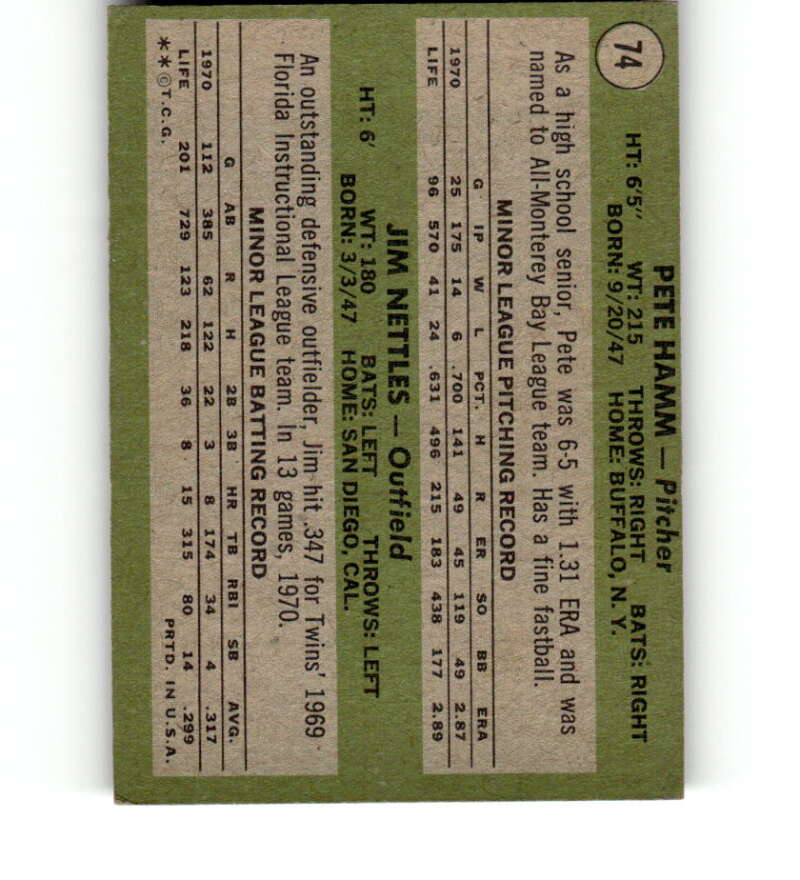 74
PETE HAMM — Pitcher
HT: 6'5" WT: 215 THROWS: RIGHT BATS: RIGHT
BORN: 9/20/47 HOME: BUFFALO, N. Y.
As a high school senior, Pete was 6-5 with 1.31 ERA and was
named to All-Monterey Bay League team. Has a fine fastball.
MINOR LEAGUE PITCHING RECORD
G IP W L PCT. H R ER SO BB ERA
1970 25 175 14 6 .700 141 49 45 119 49 2.87
LIFE 96 570 41 24 .631 496 215 183 438 177 2.89
JIM NETTLES — Outfield
HT: 6' WT: 180 BATS: LEFT THROWS: LEFT
BORN: 3/3/47 HOME: SAN DIEGO, CAL.
An outstanding defensive outfielder, Jim hit .347 for Twins' 1969
Florida Instructional League team. In 13 games, 1970.
MINOR LEAGUE BATTING RECORD
G AB R H 2B 3B HR TB RBI SB AVG.
1970 112 385 62 122 22 3 8 174 34 4 .317
LIFE 201 729 123 218 36 8 15 315 80 14 .299
**©T.C.G. PRTD. IN U.S.A.